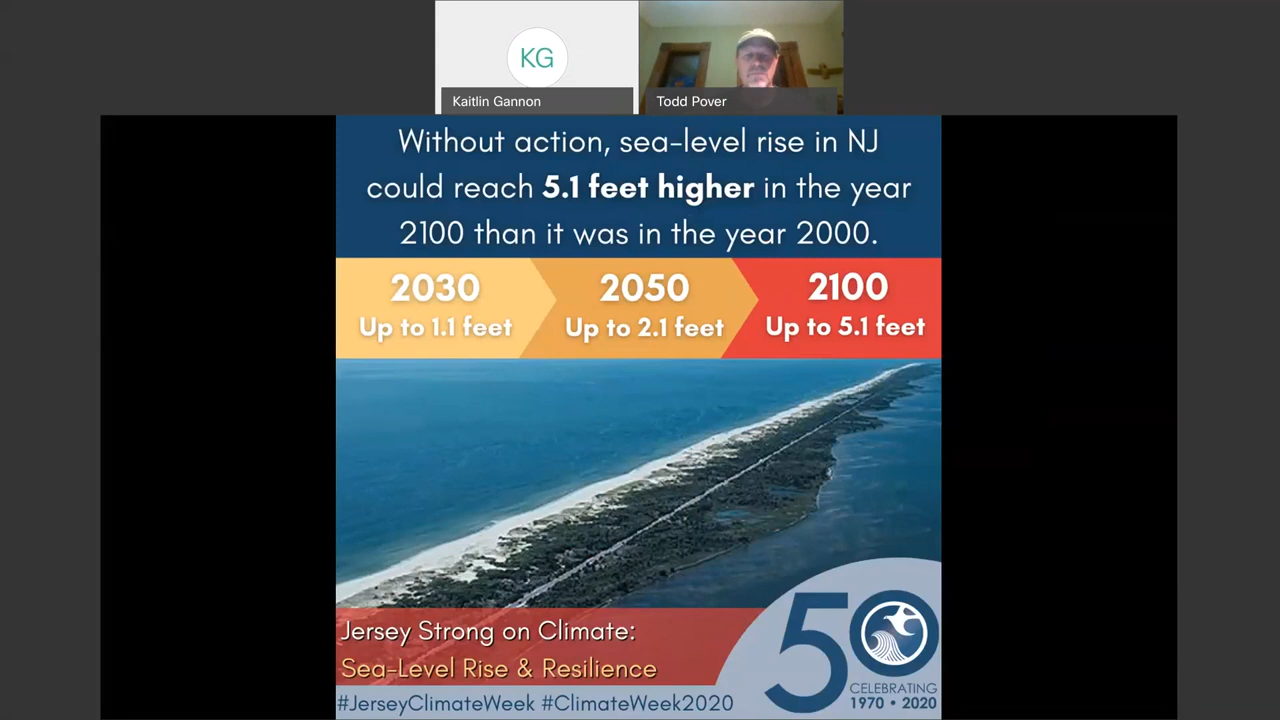 KG
Kaitlin Gannon
Todd Pover
Without action, sea-level rise in NJ
could reach 5.1 feet higher in the year
2100 than it was in the year 2000.
2030
Up to 1.1 feet
2050
Up to 2.1 feet
2100
Up to 5.1 feet
Jersey Strong on Climate:
Sea-Level Rise & Resilience
#JerseyClimateWeek #ClimateWeek2020
50
CELEBRATING
1970 • 2020